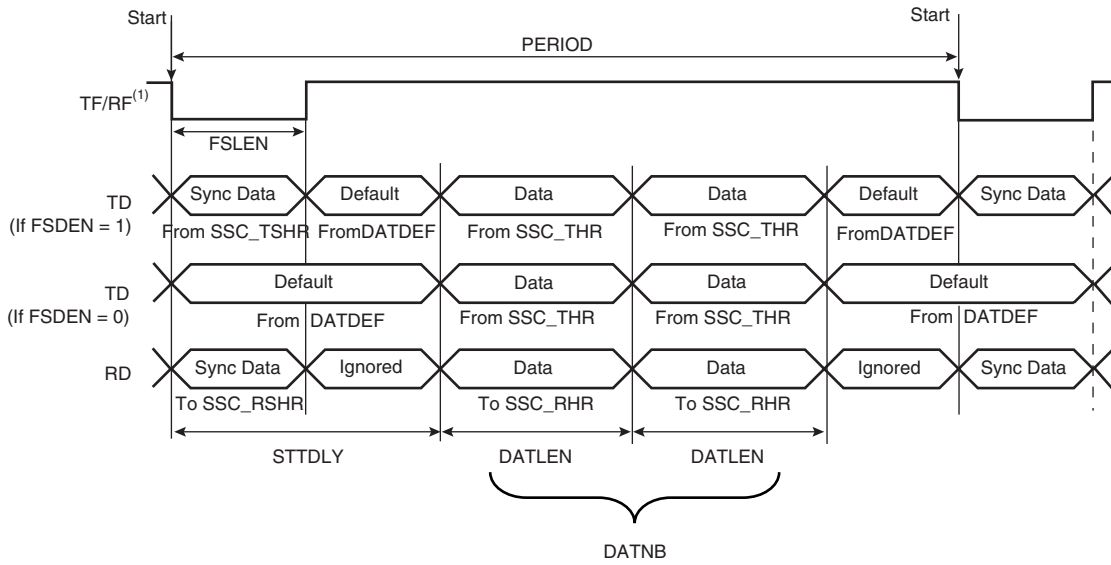 Start
Start
PERIOD
TF/RF(1)
FSLEN
TD
(If FSDEN = 1)
Sync Data
Default
Data
Data
Default
Sync Data
From SSC_TSHR
FromDATDEF
From SSC_THR
From SSC_THR
FromDATDEF
TD
(If FSDEN = 0)
Default
Data
Data
Default
From DATDEF
From SSC_THR
From SSC_THR
From DATDEF
RD
Sync Data
Ignored
Data
Data
Ignored
Sync Data
To SSC_RSHR
To SSC_RHR
To SSC_RHR
STTDLY
DATLEN
DATLEN
DATNB